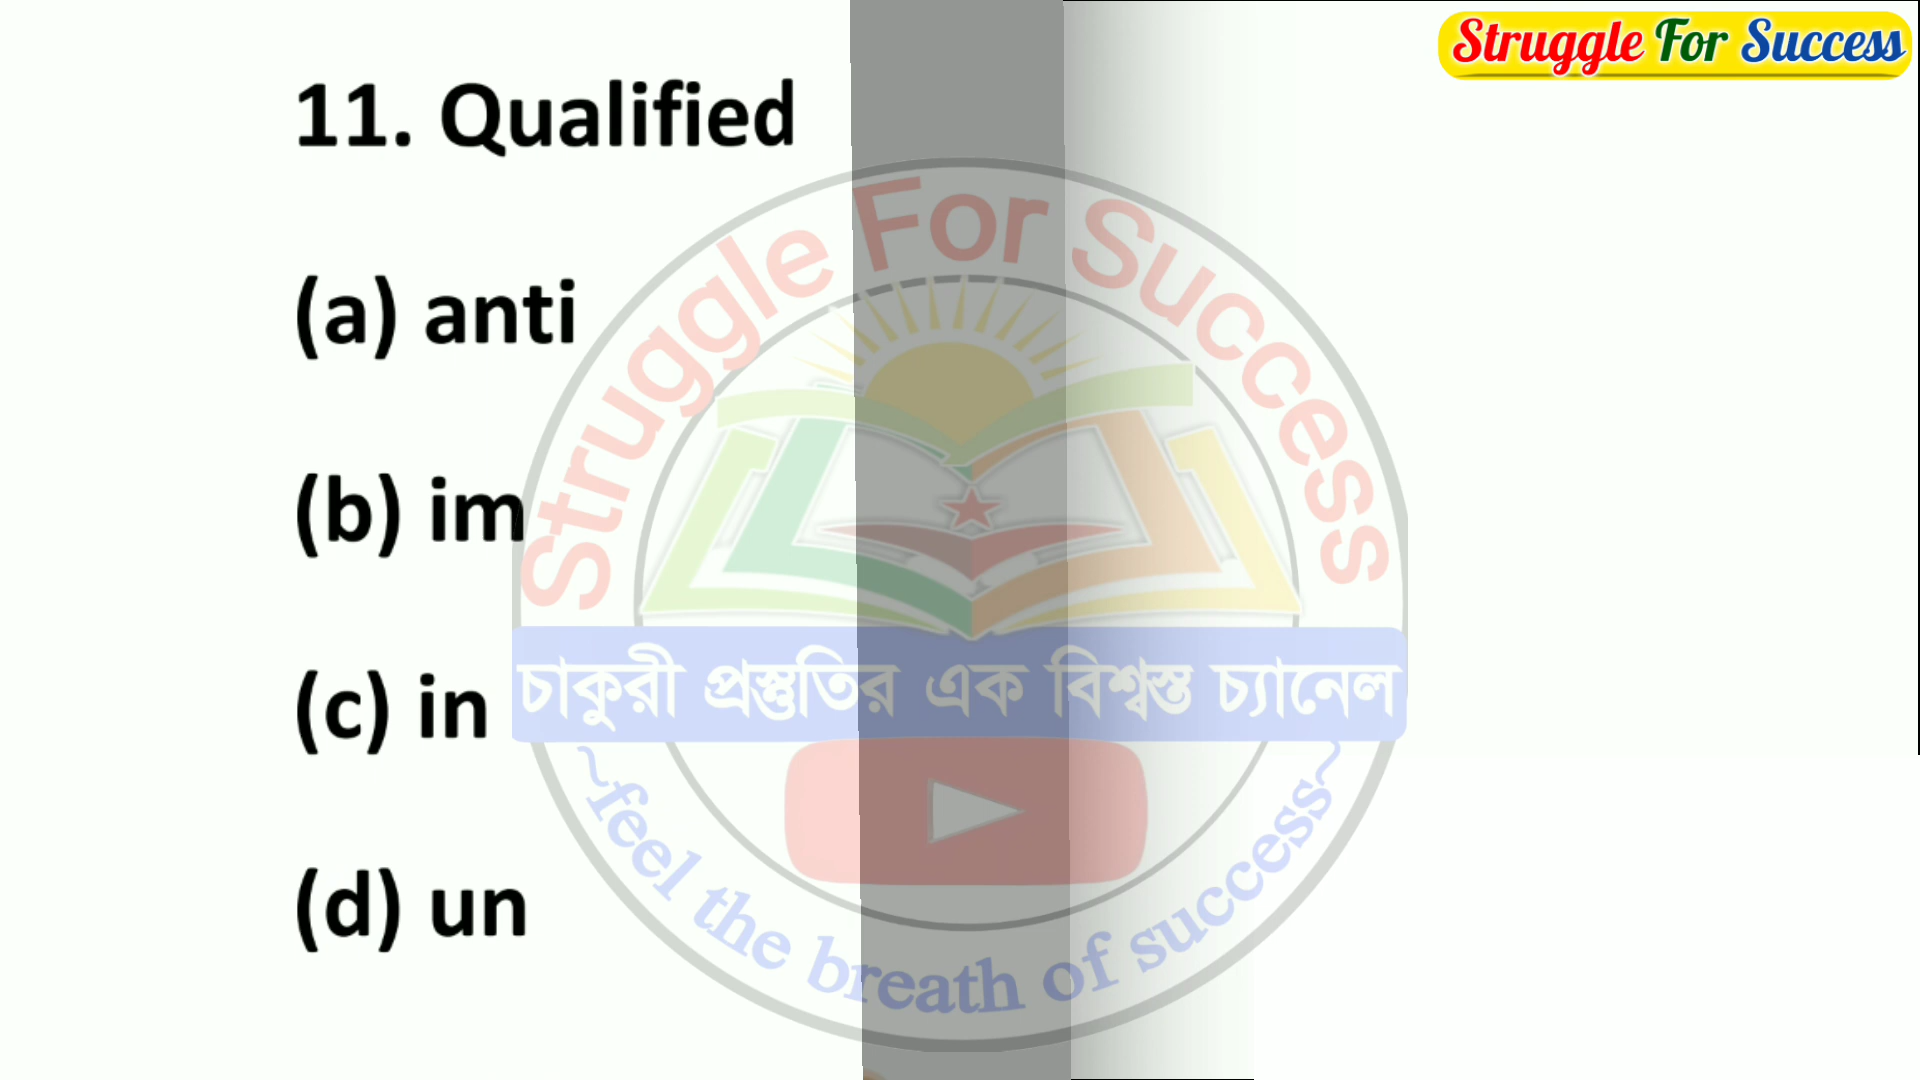 Struggle For Success
11. Qualified
(a) anti
(b) im
(c) in
(d) un
Struggle For Success
চাকুরী প্রস্তুতির এক বিশ্বস্ত চ্যানেল
~feel the breath of success~